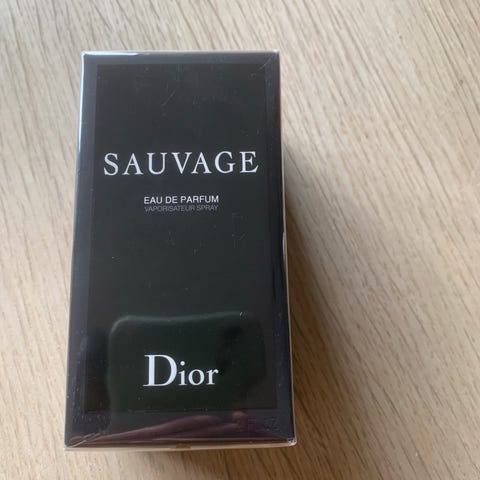 SAUVAGE
EAU DE PARFUM
VAPORISATEUR SPRAY
Dior